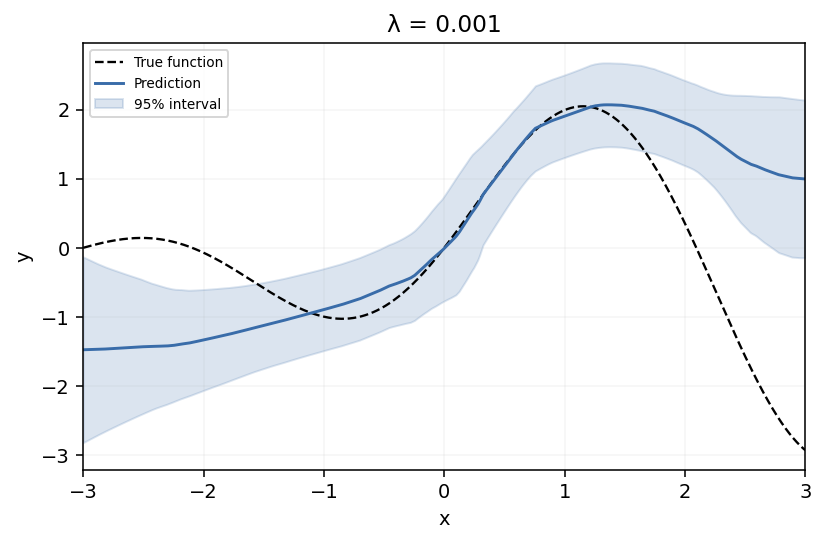 λ = 0.001
True function
Prediction
95% interval
y
2
1
0
−1
−2
−3
−3 −2 −1 0 1 2 3
x